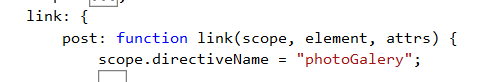 link: {
post: function link(scope, element, attrs) {
scope.directiveName = "photoGalery";